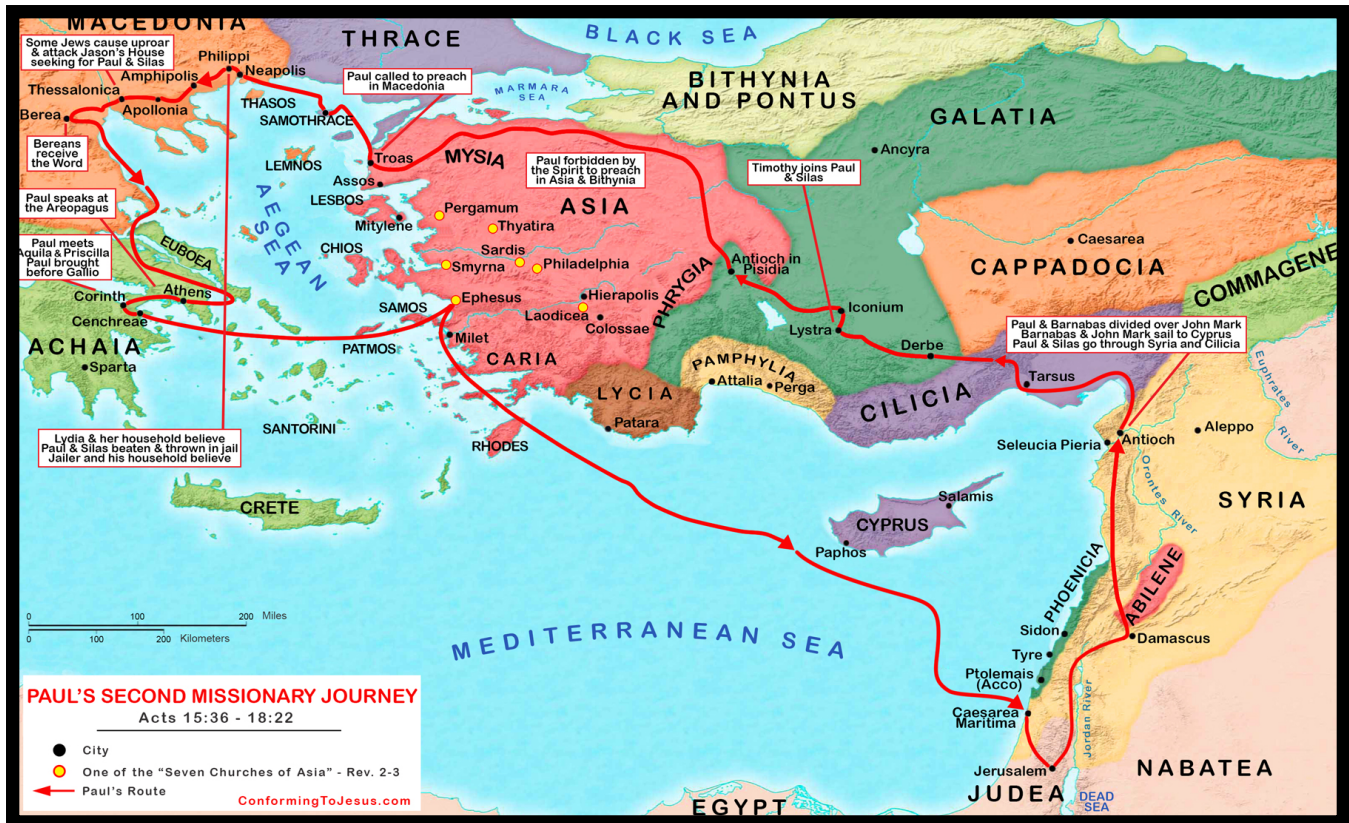 MACEDONIA
THRACE
BLACK SEA
BITHYNIA
AND PONTUS
GALATIA
MARMARA
SEA
Some Jews cause uproar
& attack Jason's House
seeking for Paul & Silas
Philippi
Neapolis
Amphipolis
Thessalonica
Apollonia
Berea
THASOS
SAMOTHRACE
Paul called to preach
in Macedonia
Bereans
receive
the Word
LEMNOS
Troas
MYSIA
Assos
LESBOS
Mitylene
Paul forbidden by
the Spirit to preach
in Asia & Bithynia
Timothy joins Paul
& Silas
Ancyra
Paul speaks at
the Areopagus
AEGEAN
SEA
ASIA
Pergamum
Thyatira
Sardis
Smyrna
Philadelphia
CHIOS
EUBOEA
Paul meets
Aquila & Priscilla
Paul brought
before Gallio
Corinth
Athens
Cenchreae
ACHAIA
Sparta
SAMOS
PATMOS
Ephesus
Hierapolis
Laodicea
Colossae
Milet
CARIA
PHRYGIA
Antioch in
Pisidia
Iconium
Lystra
Derbe
Caesarea
CAPPADOCIA
COMMAGENE
Paul & Barnabas divided over John Mark
Barnabas & John Mark sail to Cyprus
Paul & Silas go through Syria and Cilicia
PAMPHYLIA
Attalia
Perga
LYCIA
Patara
CILICIA
Tarsus
Euphrates
River
Seleucia Pieria
Antioch
Aleppo
Orontes
River
SYRIA
Lydia & her household believe
Paul & Silas beaten & thrown in jail
Jailer and his household believe
SANTORINI
RHODES
CRETE
Salamis
CYPRUS
Paphos
PHOENICIA
ABILENE
Sidon
Damascus
Tyre
Ptolemais
(Acco)
Caesarea
Maritima
Jordan River
Jerusalem
JUDEA
DEAD
SEA
NABATEA
EGYPT
MEDITERRANEAN SEA
0 100 200 Miles
0 100 200 Kilometers
PAUL'S SECOND MISSIONARY JOURNEY
Acts 15:36 - 18:22
City
One of the "Seven Churches of Asia" - Rev. 2-3
Paul's Route
ConformingToJesus.com